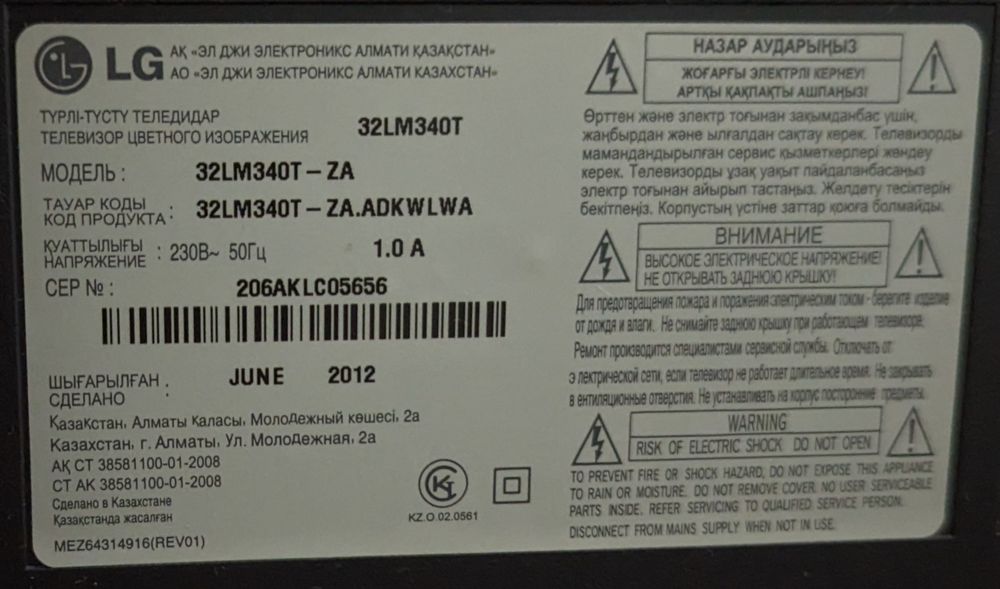 LG АҚ «ЭЛ ДЖИ ЭЛЕКТРОНИКС АЛМАТИ ҚАЗАҚСТАН»
АО «ЭЛ ДЖИ ЭЛЕКТРОНИКС АЛМАТИ КАЗАХСТАН»
ТҮРЛІ-ТҮСТҮ ТЕЛЕДИДАР
ТЕЛЕВИЗОР ЦВЕТНОГО ИЗОБРАЖЕНИЯ 32LM340T
МОДЕЛЬ : 32LM340T – ZA
ТАУАР КОДЫ
КОД ПРОДУКТА : 32LM340T – ZA.ADKWLWA
ҚУАТТЫЛЫҒЫ
НАПРЯЖЕНИЕ : 230В~ 50Гц 1.0 A
СЕР № : 206AKLC05656
ШЫҒАРЫЛҒАН
СДЕЛАНО : JUNE 2012
Қазақстан, Алматы Қаласы, Молодежный көшесі, 2а
Казахстан, г. Алматы, Ул. Молодежная, 2а
АҚ СТ 38581100-01-2008
СТ АК 38581100-01-2008
Сделано в Казахстане
Қазақстанда жасалған
MEZ64314916(REV01)
KZ.O.02.0561
НАЗАР АУДАРЫҢЫЗ
ЖОҒАРҒЫ ЭЛЕКТРЛІ КЕРНЕУ!
АРТҚЫ ҚАҚПАҚТЫ АШПАҢЫЗ!
Өрттен және электр тоғынан зақымданбас үшін,
жаңбырдан және ылғалдан сақтау керек. Телевизорды
мамандандырылған сервис қызметкерлері жөндеу
керек. Телевизорды ұзақ уақыт пайдаланбасаңыз
электр тоғынан айырып тастаңыз. Желдету тесіктерін
бекітпеңіз. Корпустың үстіне заттар қоюға болмайды.
ВНИМАНИЕ
ВЫСОКОЕ ЭЛЕКТРИЧЕСКОЕ НАПРЯЖЕНИЕ!
НЕ ОТКРЫВАТЬ ЗАДНЮЮ КРЫШКУ!
Для предотвращения пожара и поражения электрическим током - берегите изделие
от дождя и влаги. Не снимайте заднюю крышку при работающем телевизоре.
Ремонт производится специалистами сервисной службы. Отключать от
э лектрической сети, если телевизор не работает длительное время. Не закрывать
в ентиляционные отверстия. Не устанавливать на корпус посторонние предметы.
WARNING
RISK OF ELECTRIC SHOCK DO NOT OPEN
TO PREVENT FIRE OR SHOCK HAZARD, DO NOT EXPOSE THIS APPLIANCE
TO RAIN OR MOISTURE. DO NOT REMOVE COVER. NO USER SERVICEABLE
PARTS INSIDE. REFER SERVICING TO QUALIFIED SERVICE PERSON.
DISCONNECT FROM MAINS SUPPLY WHEN NOT IN USE.